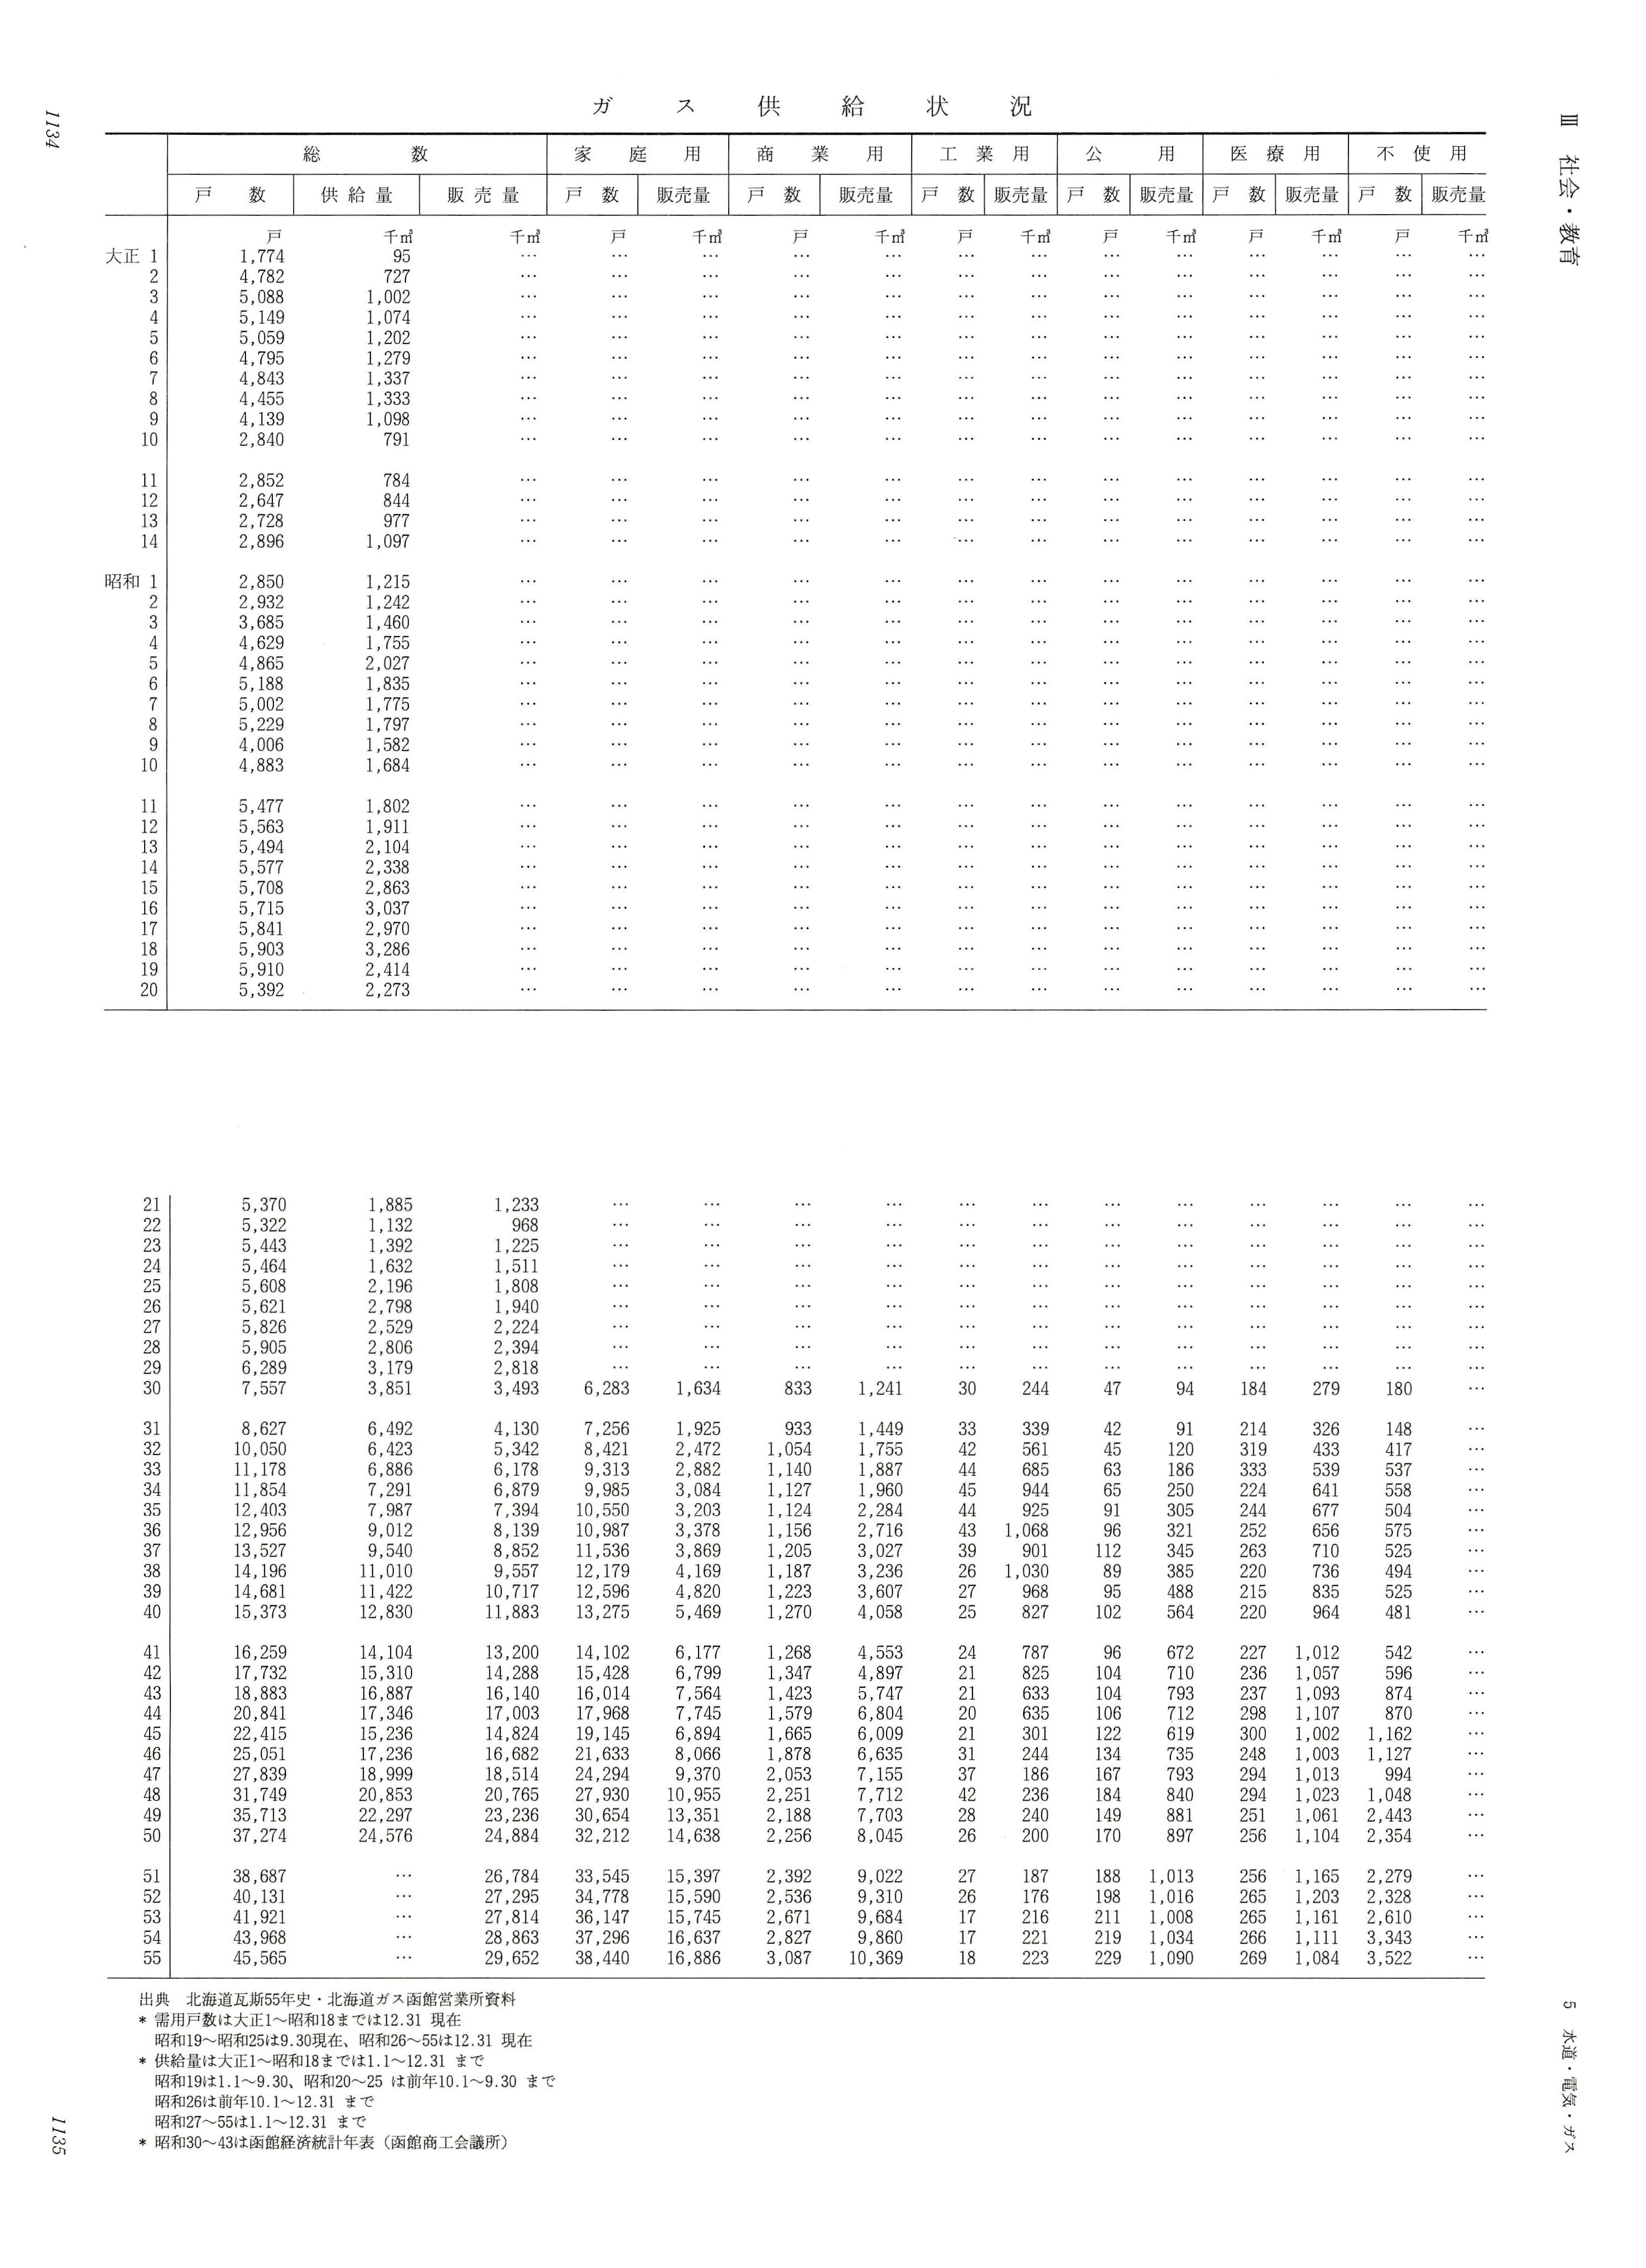 1134
Ⅲ 社会・教育
ガス供給状況
総数 家庭用 商業用 工業用 公用 医療用 不使用
戸数 供給量 販売量 戸数 販売量 戸数 販売量 戸数 販売量 戸数 販売量 戸数 販売量 戸数 販売量
戸 千㎥ 千㎥ 戸 千㎥ 戸 千㎥ 戸 千㎥ 戸 千㎥ 戸 千㎥ 戸 千㎥
大正 1 1,774 95 … … … … … … … … … … … … …
2 4,782 727 … … … … … … … … … … … … …
3 5,088 1,002 … … … … … … … … … … … … …
4 5,149 1,074 … … … … … … … … … … … … …
5 5,059 1,202 … … … … … … … … … … … … …
6 4,795 1,279 … … … … … … … … … … … … …
7 4,843 1,337 … … … … … … … … … … … … …
8 4,455 1,333 … … … … … … … … … … … … …
9 4,139 1,098 … … … … … … … … … … … … …
10 2,840 791 … … … … … … … … … … … … …
11 2,852 784 … … … … … … … … … … … … …
12 2,647 844 … … … … … … … … … … … … …
13 2,728 977 … … … … … … … … … … … … …
14 2,896 1,097 … … … … … … … … … … … … …
昭和 1 2,850 1,215 … … … … … … … … … … … … …
2 2,932 1,242 … … … … … … … … … … … … …
3 3,685 1,460 … … … … … … … … … … … … …
4 4,629 1,755 … … … … … … … … … … … … …
5 4,865 2,027 … … … … … … … … … … … … …
6 5,188 1,835 … … … … … … … … … … … … …
7 5,002 1,775 … … … … … … … … … … … … …
8 5,229 1,797 … … … … … … … … … … … … …
9 4,006 1,582 … … … … … … … … … … … … …
10 4,883 1,684 … … … … … … … … … … … … …
11 5,477 1,802 … … … … … … … … … … … … …
12 5,563 1,911 … … … … … … … … … … … … …
13 5,494 2,104 … … … … … … … … … … … … …
14 5,577 2,338 … … … … … … … … … … … … …
15 5,708 2,863 … … … … … … … … … … … … …
16 5,715 3,037 … … … … … … … … … … … … …
17 5,841 2,970 … … … … … … … … … … … … …
18 5,903 3,286 … … … … … … … … … … … … …
19 5,910 2,414 … … … … … … … … … … … … …
20 5,392 2,273 … … … … … … … … … … … … …
21 5,370 1,885 1,233 … … … … … … … … … … … …
22 5,322 1,132 968 … … … … … … … … … … … …
23 5,443 1,392 1,225 … … … … … … … … … … … …
24 5,464 1,632 1,511 … … … … … … … … … … … …
25 5,608 2,196 1,808 … … … … … … … … … … … …
26 5,621 2,798 1,940 … … … … … … … … … … … …
27 5,826 2,529 2,224 … … … … … … … … … … … …
28 5,905 2,806 2,394 … … … … … … … … … … … …
29 6,289 3,179 2,818 … … … … … … … … … … … …
30 7,557 3,851 3,493 6,283 1,634 833 1,241 30 244 47 94 184 279 180 …
31 8,627 6,492 4,130 7,256 1,925 933 1,449 33 339 42 91 214 326 148 …
32 10,050 6,423 5,342 8,421 2,472 1,054 1,755 42 561 45 120 319 433 417 …
33 11,178 6,886 6,178 9,313 2,882 1,140 1,887 44 685 63 186 333 539 537 …
34 11,854 7,291 6,879 9,985 3,084 1,127 1,960 45 944 65 250 224 641 558 …
35 12,403 7,987 7,394 10,550 3,203 1,124 2,284 44 925 91 305 244 677 504 …
36 12,956 9,012 8,139 10,987 3,378 1,156 2,716 43 1,068 96 321 252 656 575 …
37 13,527 9,540 8,852 11,536 3,869 1,205 3,027 39 901 112 345 263 710 525 …
38 14,196 11,010 9,557 12,179 4,169 1,187 3,236 26 1,030 89 385 220 736 494 …
39 14,681 11,422 10,717 12,596 4,820 1,223 3,607 27 968 95 488 215 835 525 …
40 15,373 12,830 11,883 13,275 5,469 1,270 4,058 25 827 102 564 220 964 481 …
41 16,259 14,104 13,200 14,102 6,177 1,268 4,553 24 787 96 672 227 1,012 542 …
42 17,732 15,310 14,288 15,428 6,799 1,347 4,897 21 825 104 710 236 1,057 596 …
43 18,883 16,887 16,140 16,014 7,564 1,423 5,747 21 633 104 793 237 1,093 874 …
44 20,841 17,346 17,003 17,968 7,745 1,579 6,804 20 635 106 712 298 1,107 870 …
45 22,415 15,236 14,824 19,145 6,894 1,665 6,009 21 301 122 619 300 1,002 1,162 …
46 25,051 17,236 16,682 21,633 8,066 1,878 6,635 31 244 134 735 248 1,003 1,127 …
47 27,839 18,999 18,514 24,294 9,370 2,053 7,155 37 186 167 793 294 1,013 994 …
48 31,749 20,853 20,765 27,930 10,955 2,251 7,712 42 236 184 840 294 1,023 1,048 …
49 35,713 22,297 23,236 30,654 13,351 2,188 7,703 28 240 149 881 251 1,061 2,443 …
50 37,274 24,576 24,884 32,212 14,638 2,256 8,045 26 200 170 897 256 1,104 2,354 …
51 38,687 … 26,784 33,545 15,397 2,392 9,022 27 187 188 1,013 256 1,165 2,279 …
52 40,131 … 27,295 34,778 15,590 2,536 9,310 26 176 198 1,016 265 1,203 2,328 …
53 41,921 … 27,814 36,147 15,745 2,671 9,684 17 216 211 1,008 265 1,161 2,610 …
54 43,968 … 28,863 37,296 16,637 2,827 9,860 17 221 219 1,034 266 1,111 3,343 …
55 45,565 … 29,652 38,440 16,886 3,087 10,369 18 223 229 1,090 269 1,084 3,522 …
出典 北海道瓦斯55年史・北海道ガス函館営業所資料
* 需用戸数は大正1～昭和18までは12.31 現在
昭和19～昭和25は9.30現在、昭和26～55は12.31 現在
* 供給量は大正1～昭和18までは1.1～12.31 まで
昭和19は1.1～9.30、昭和20～25 は前年10.1～9.30 まで
昭和26は前年10.1～12.31 まで
昭和27～55は1.1～12.31 まで
* 昭和30～43は函館経済統計年表（函館商工会議所）
5 水道・電気・ガス
1135